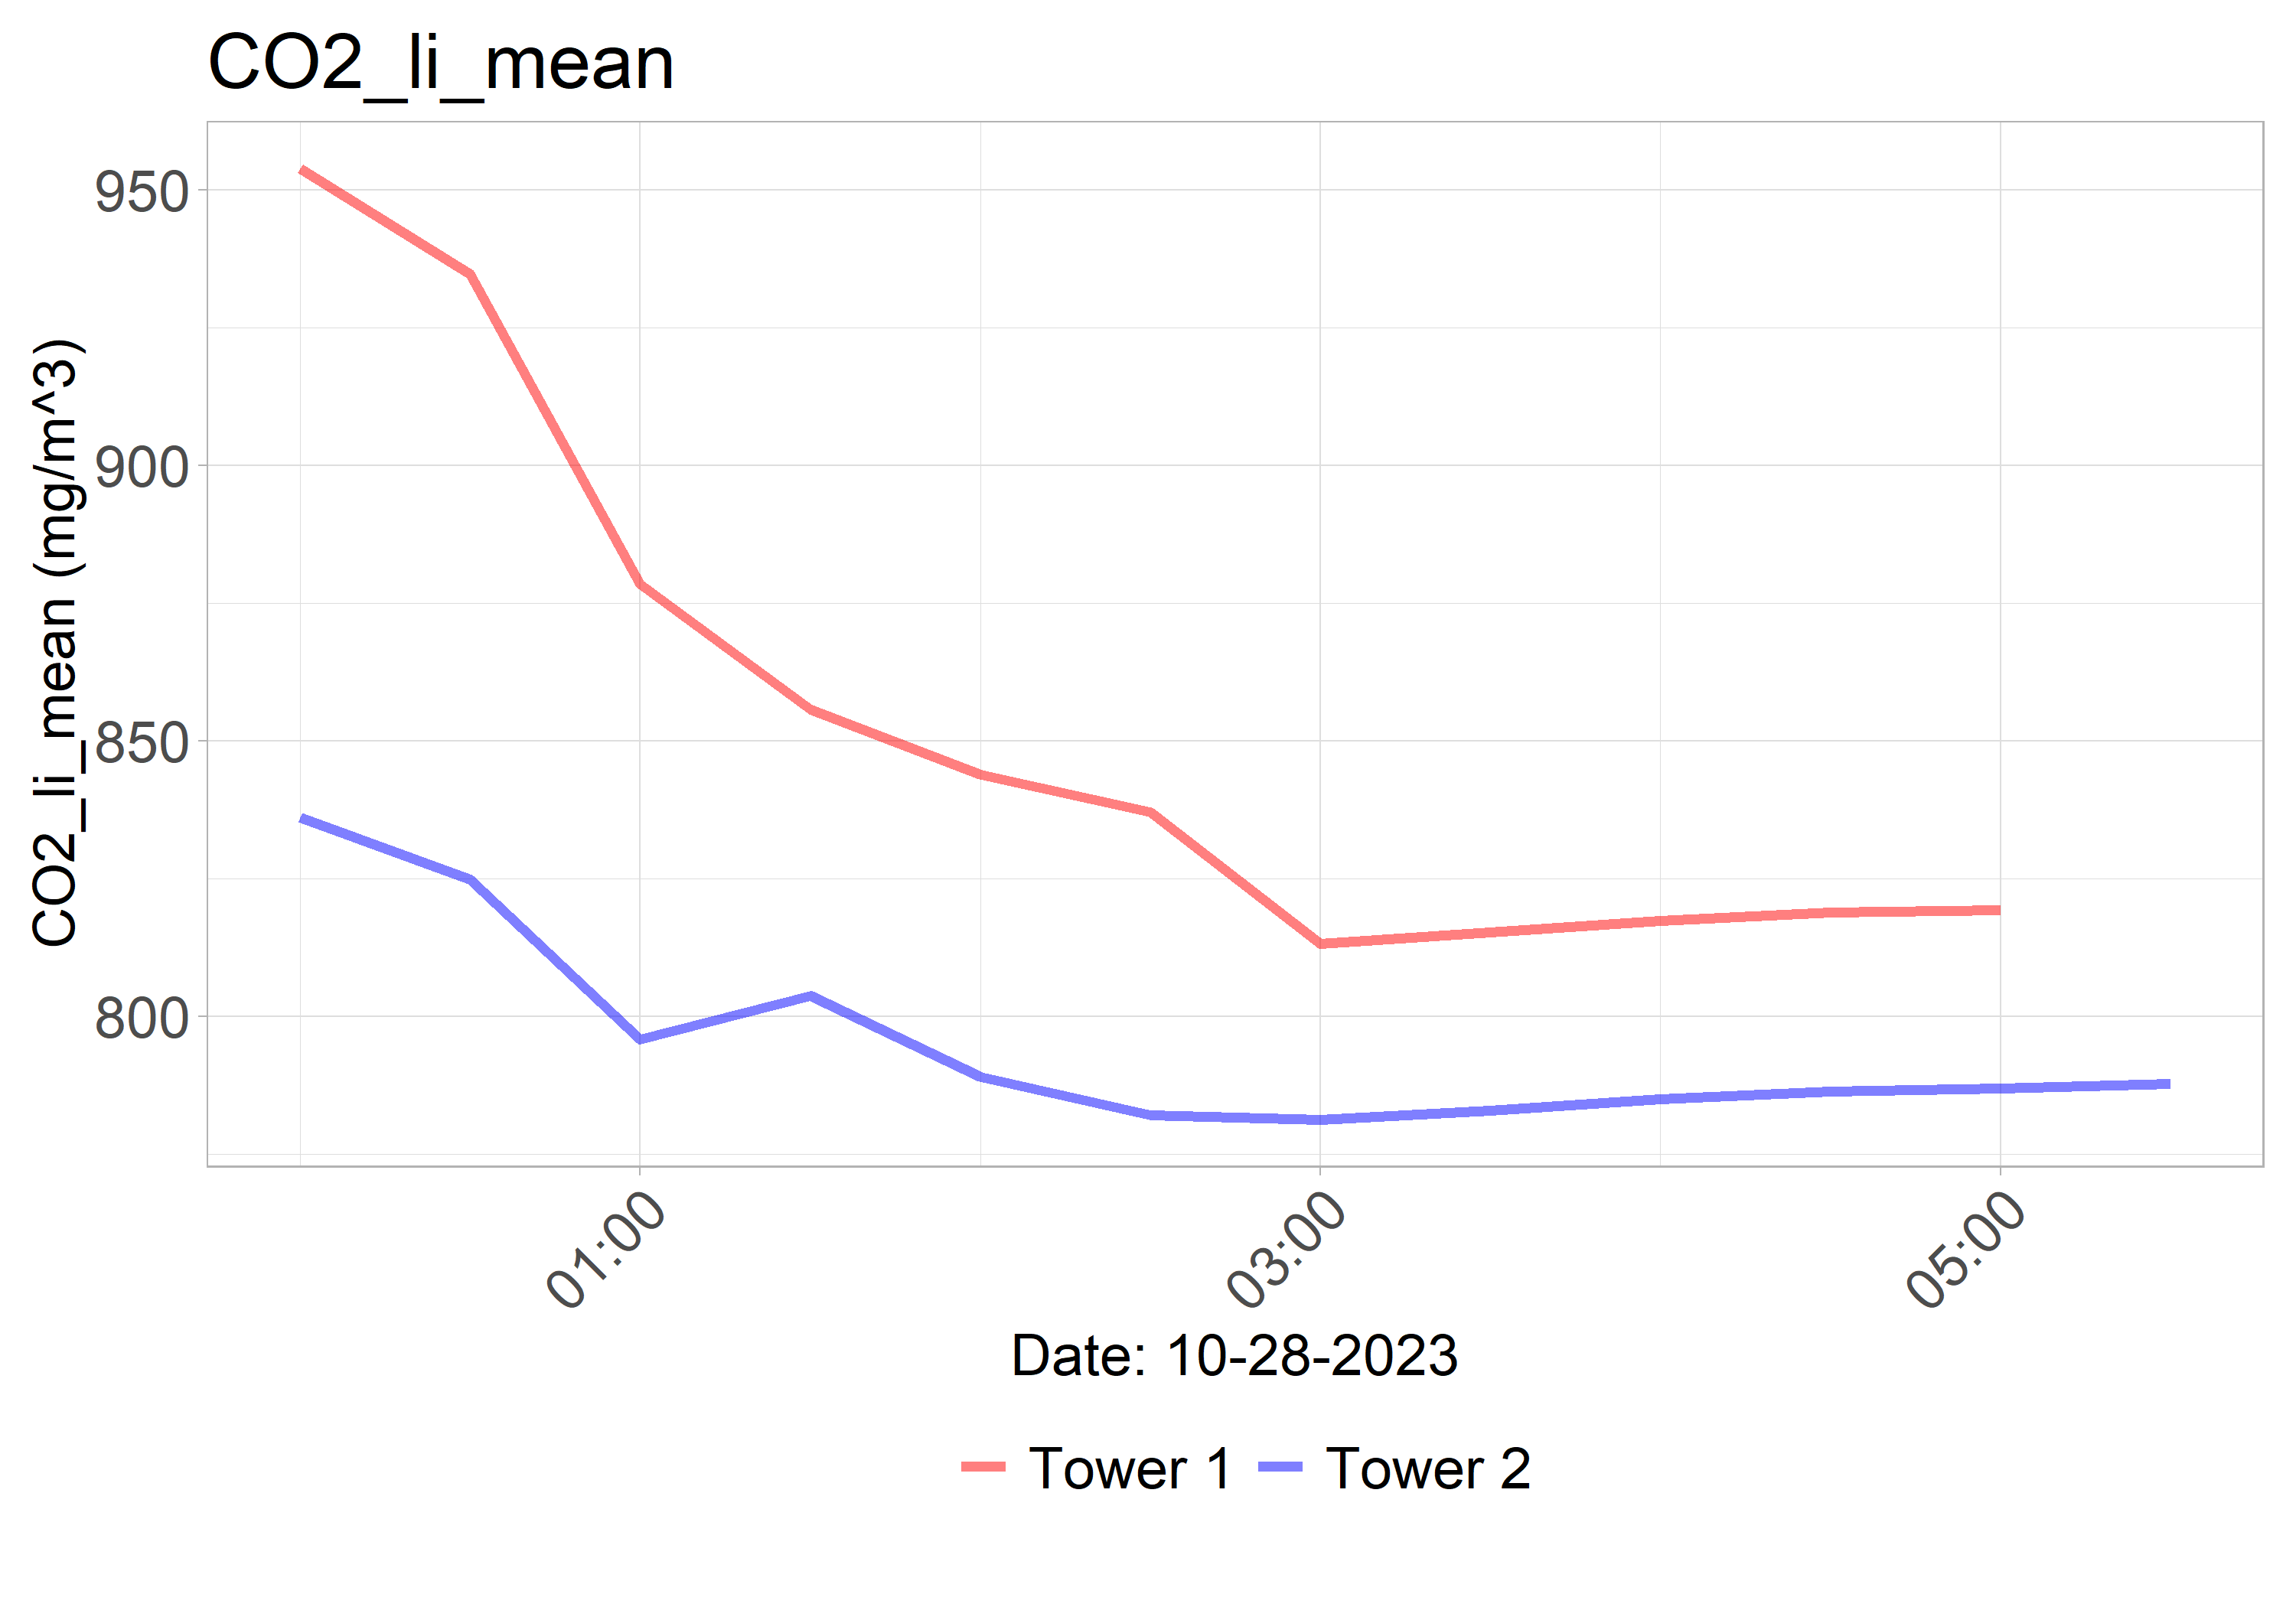 CO2_li_mean
CO2_li_mean (mg/m^3)
950
900
850
800
01:00
03:00
05:00
Date: 10-28-2023
Tower 1
Tower 2